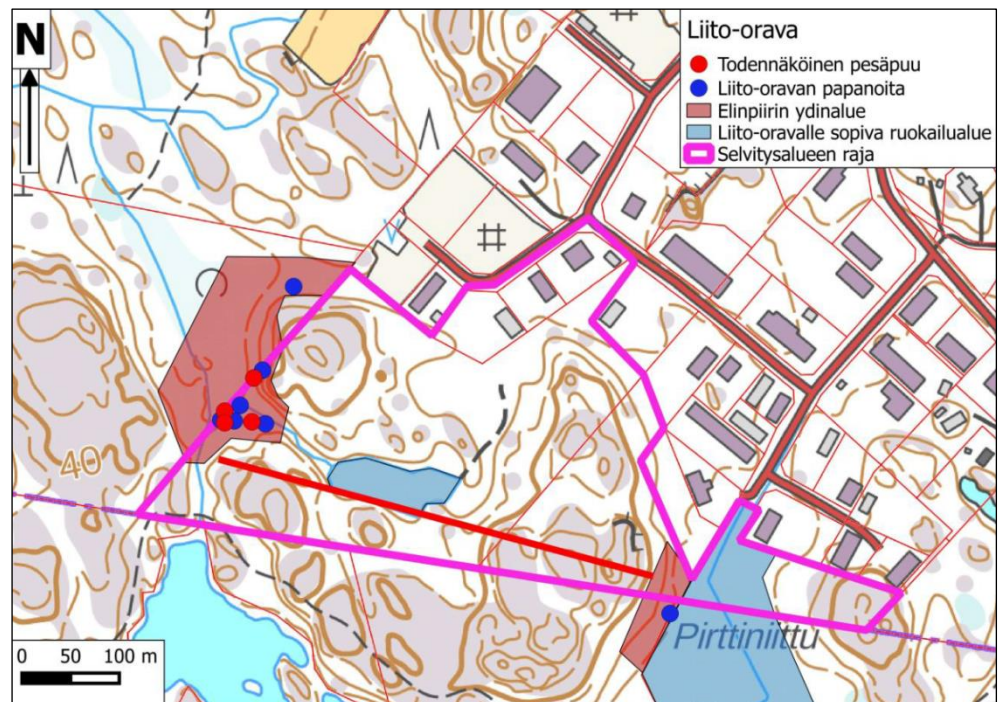 N
Liito-orava
Todennäköinen pesäpuu
Liito-oravan papanoita
Elinpiirin ydinalue
Liito-oravalle sopiva ruokailualue
Selvitysalueen raja
40
Pirttiniittu
0 50 100 m